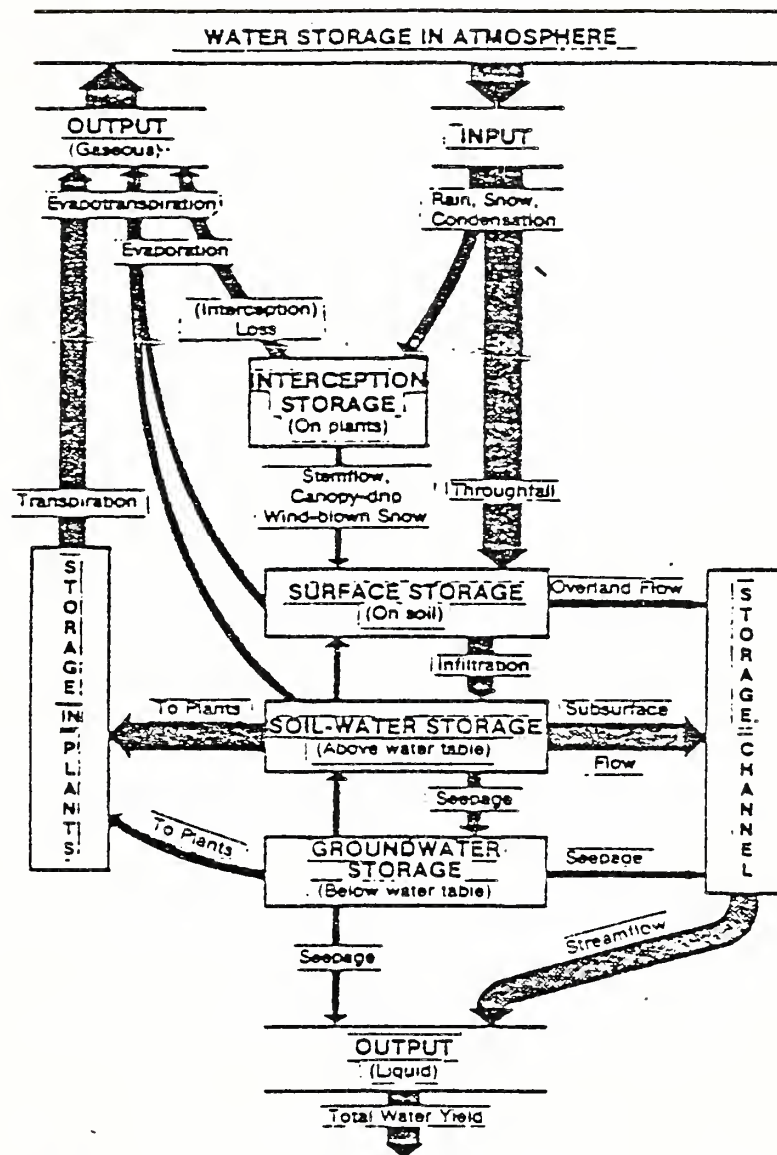 WATER STORAGE IN ATMOSPHERE
OUTPUT
(Gaseous)
INPUT
Evapotranspiration
Rain, Snow,
Condensation
Evaporation
(Interception)
Loss
INTERCEPTION
STORAGE
(On plants)
Stemflow,
Canopy-drip
Wind-blown Snow
Transpiration
Throughfall
STORAGE IN PLANTS
SURFACE STORAGE
(On soil)
Overland Flow
STORAGE CHANNEL
Infiltration
To Plants
SOIL-WATER STORAGE
(Above water table)
Subsurface
Flow
Seepage
To Plants
GROUNDWATER
STORAGE
(Below water table)
Seepage
Seepage
Streamflow
OUTPUT
(Liquid)
Total Water Yield